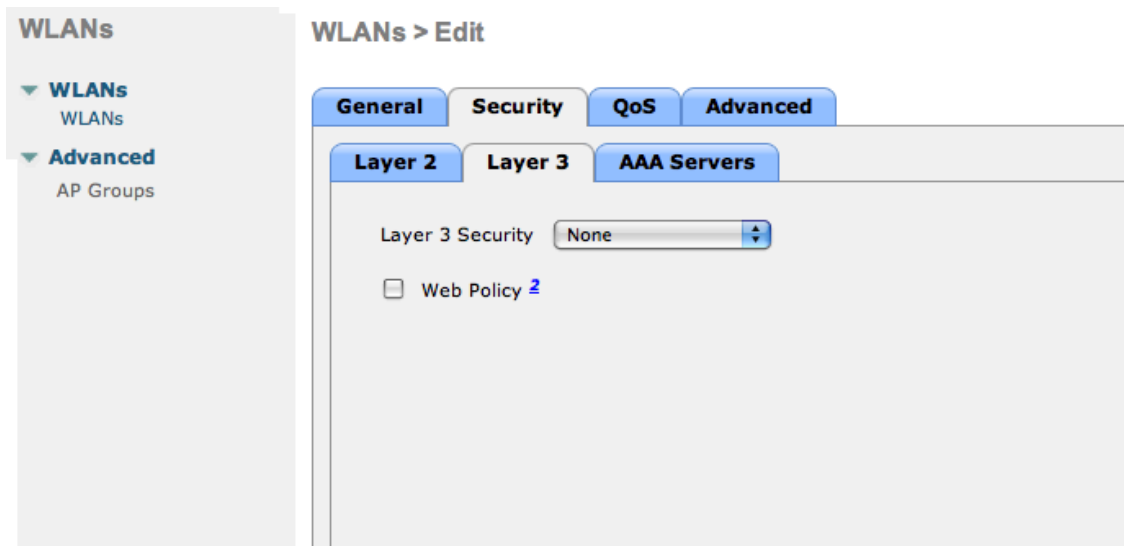 WLANs
WLANs
WLANs
Advanced
AP Groups
WLANs > Edit
General Security QoS Advanced
Layer 2 Layer 3 AAA Servers
Layer 3 Security None
Web Policy 2